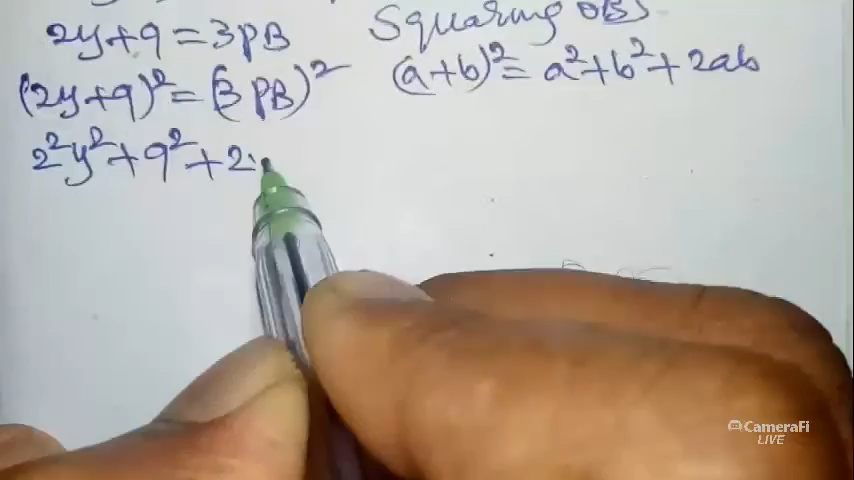 2y+9 = 3PB
Squaring OBS
(2y+9)² = (3PB)²
(a+b)² = a²+b²+2ab
2²y²+9²+2
CameraFi
LIVE